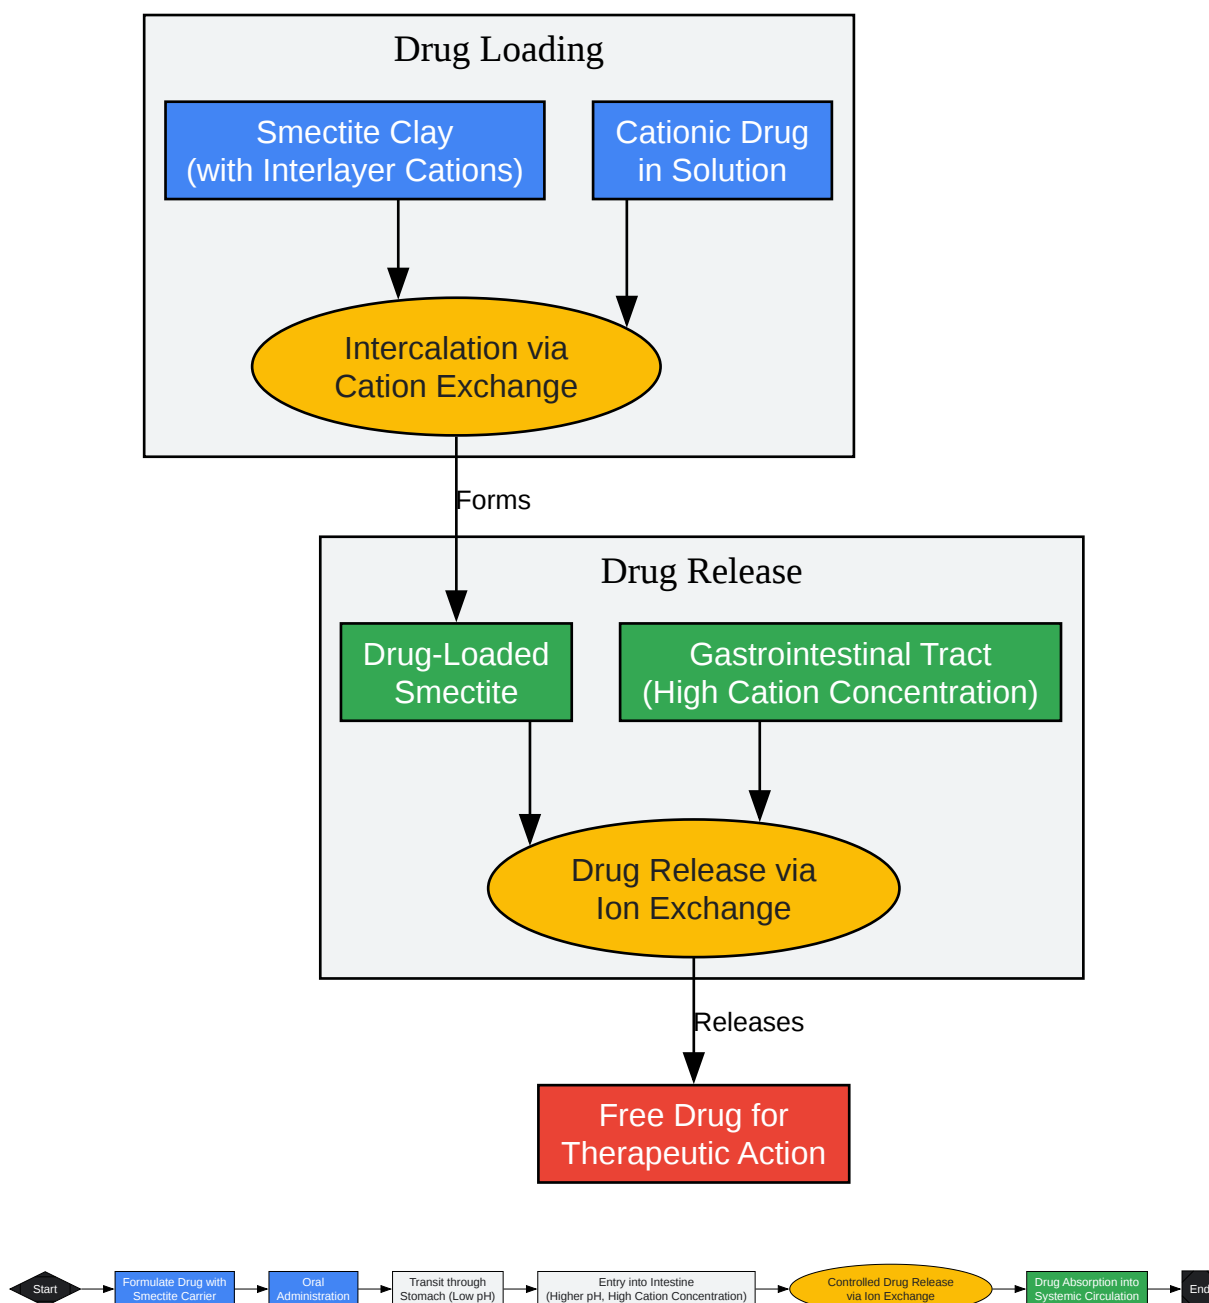 Drug Loading
Smectite Clay
(with Interlayer Cations)
Cationic Drug
in Solution
Intercalation via
Cation Exchange
Forms
Drug Release
Drug-Loaded
Smectite
Gastrointestinal Tract
(High Cation Concentration)
Drug Release via
Ion Exchange
Releases
Free Drug for
Therapeutic Action
Start
Formulate Drug with
Smectite Carrier
Oral
Administration
Transit through
Stomach (Low pH)
Entry into Intestine
(Higher pH, High Cation Concentration)
Controlled Drug Release
via Ion Exchange
Drug Absorption into
Systemic Circulation
End